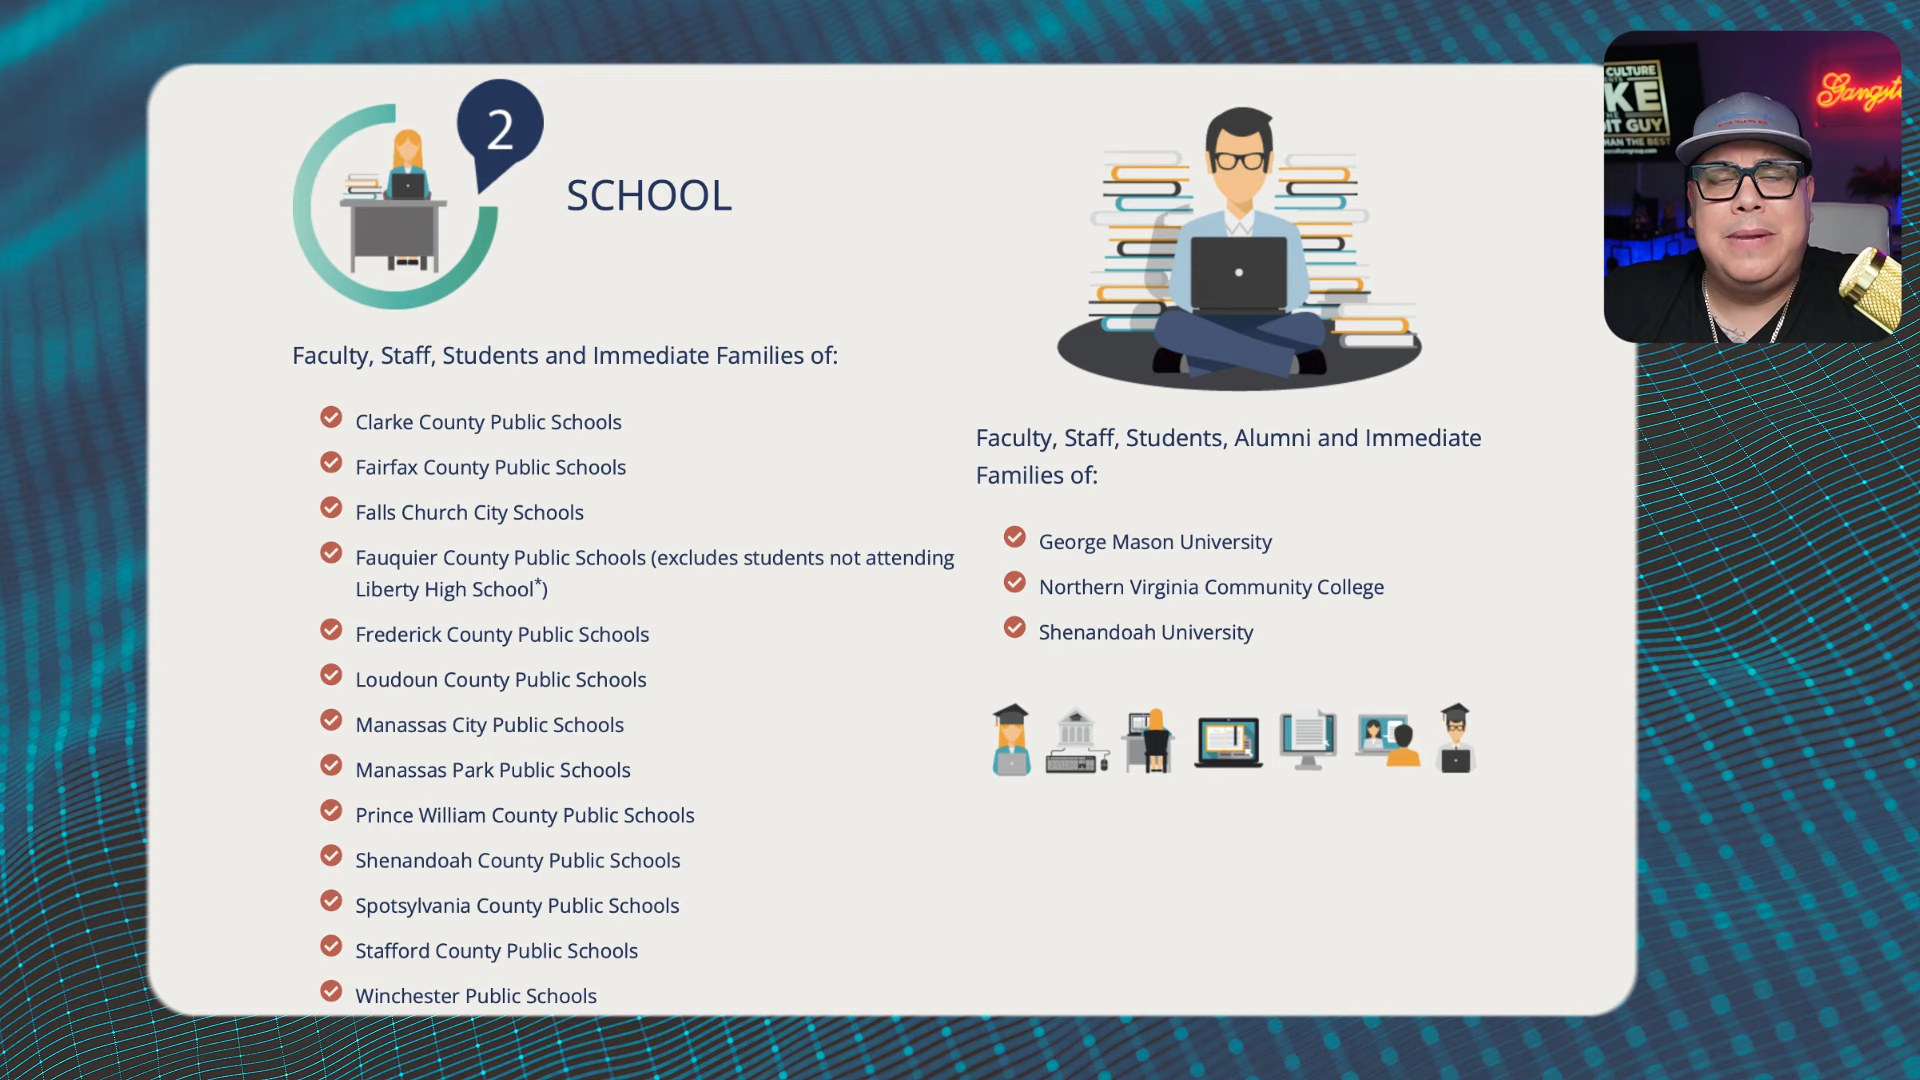 2
SCHOOL
Faculty, Staff, Students and Immediate Families of:
Clarke County Public Schools
Fairfax County Public Schools
Falls Church City Schools
Fauquier County Public Schools (excludes students not attending
Liberty High School*)
Frederick County Public Schools
Loudoun County Public Schools
Manassas City Public Schools
Manassas Park Public Schools
Prince William County Public Schools
Shenandoah County Public Schools
Spotsylvania County Public Schools
Stafford County Public Schools
Winchester Public Schools
Faculty, Staff, Students, Alumni and Immediate
Families of:
George Mason University
Northern Virginia Community College
Shenandoah University
CULTURE
KE
IT GUY
HAN THE BEST
Gangst